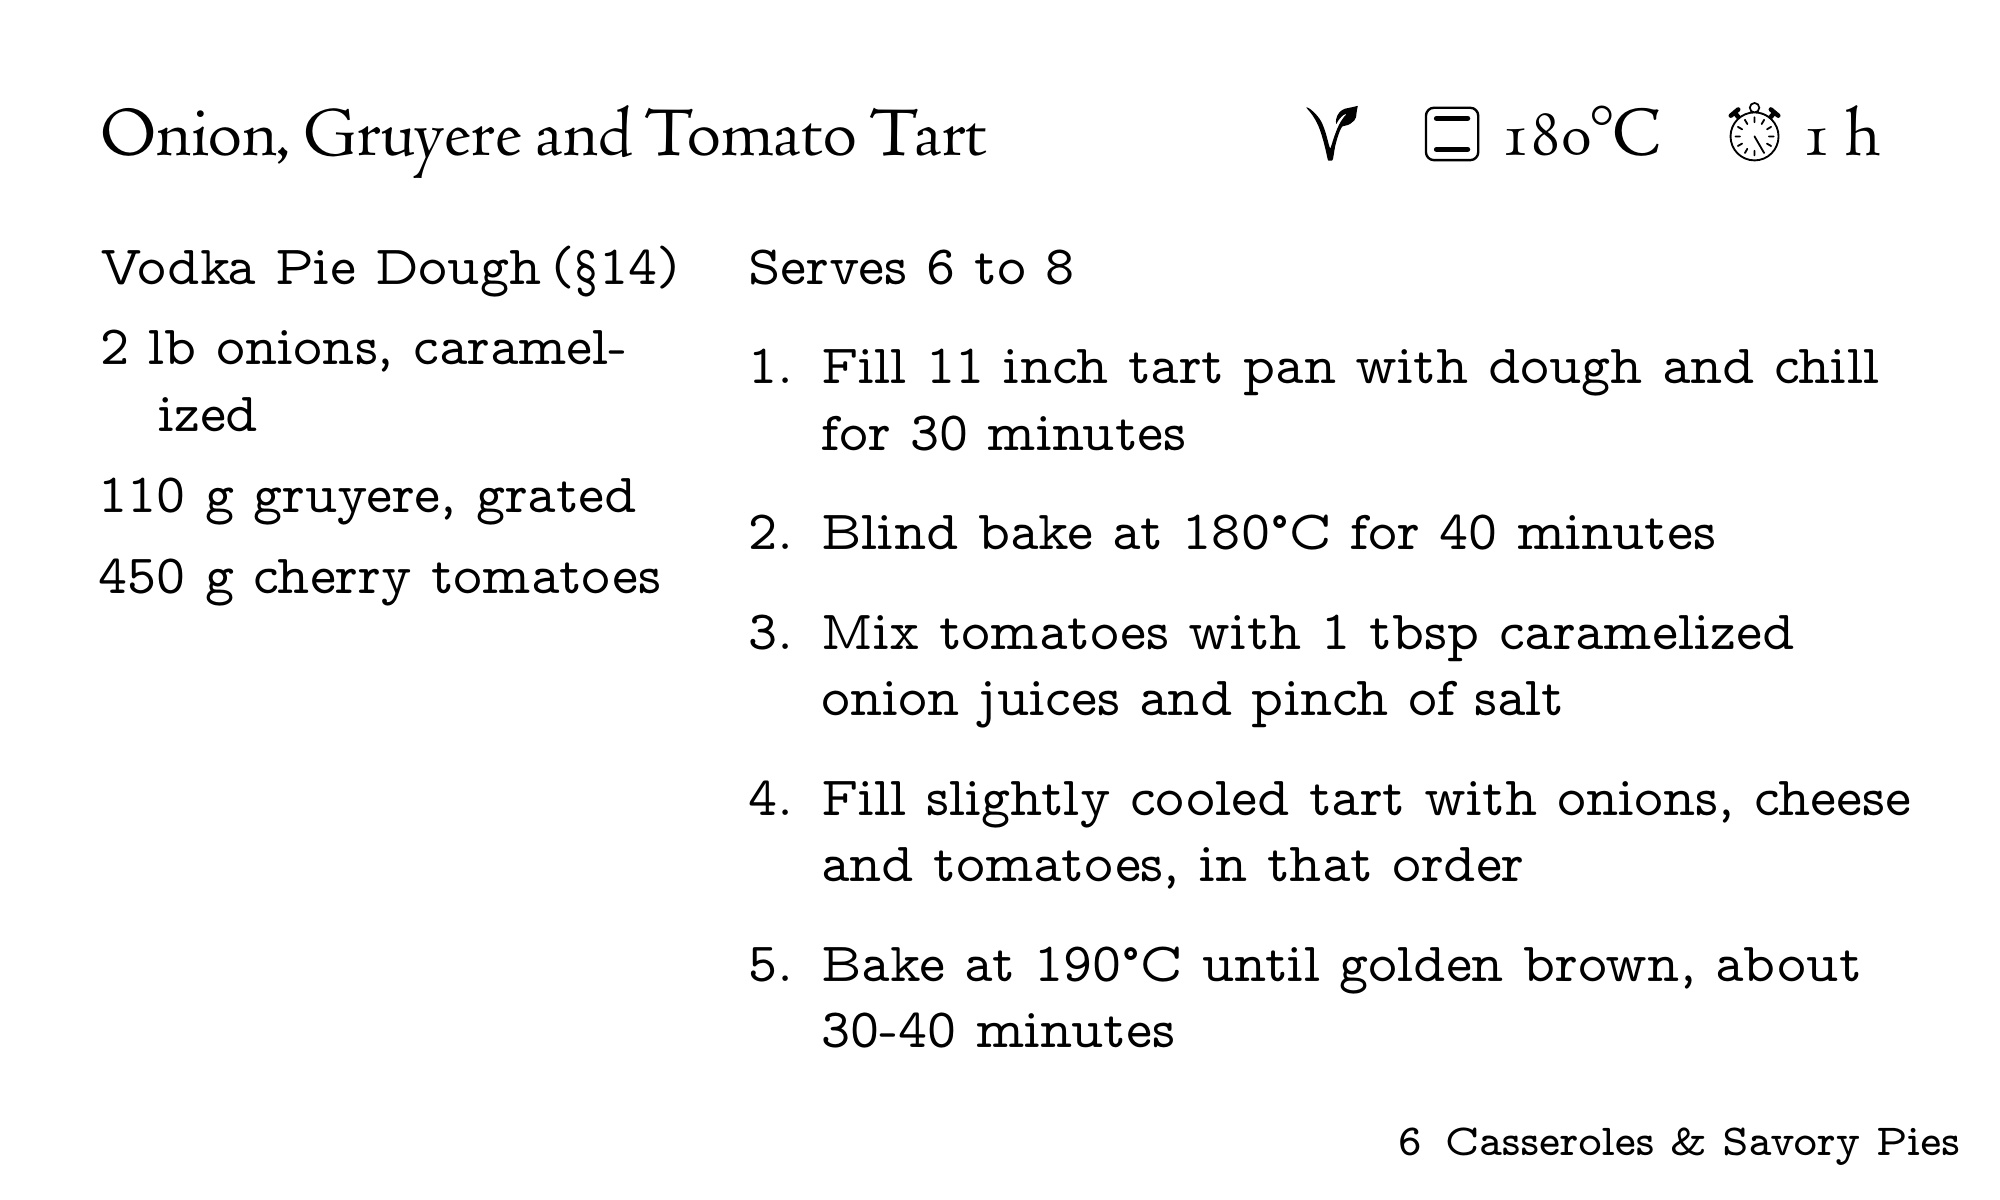 Onion, Gruyere and Tomato Tart
180°C
1 h
Vodka Pie Dough (§14)
2 lb onions, caramel-
ized
110 g gruyere, grated
450 g cherry tomatoes
Serves 6 to 8
1. Fill 11 inch tart pan with dough and chill
for 30 minutes
2. Blind bake at 180°C for 40 minutes
3. Mix tomatoes with 1 tbsp caramelized
onion juices and pinch of salt
4. Fill slightly cooled tart with onions, cheese
and tomatoes, in that order
5. Bake at 190°C until golden brown, about
30-40 minutes
6 Casseroles & Savory Pies